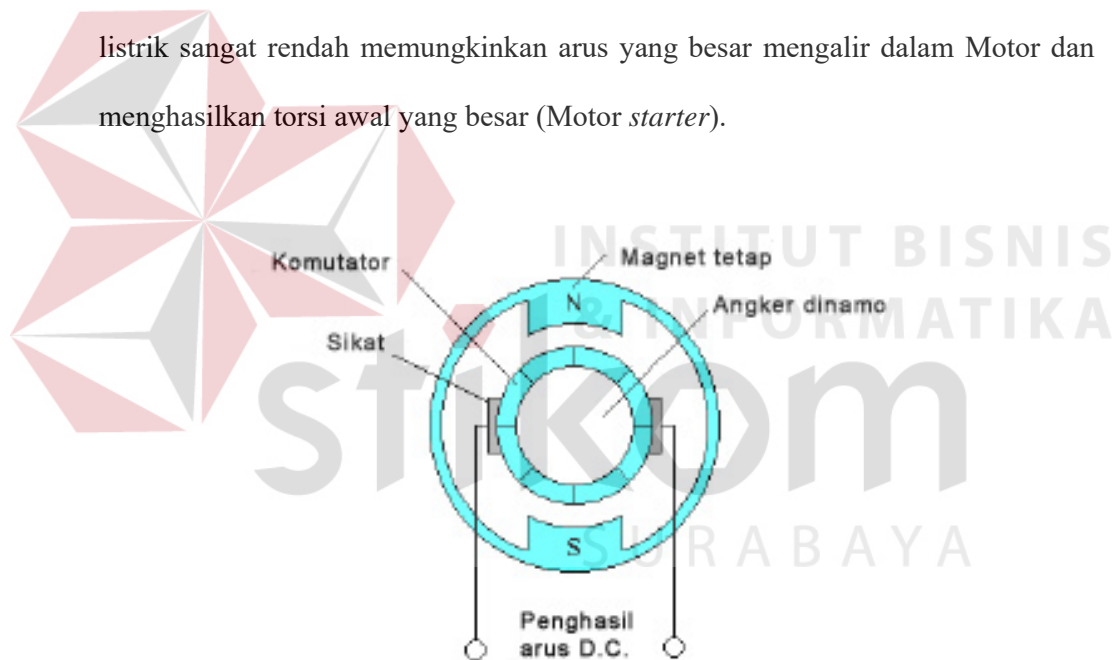 listrik sangat rendah memungkinkan arus yang besar mengalir dalam Motor dan
menghasilkan torsi awal yang besar (Motor starter).
INSTITUT BISNIS
& INFORMATIKA
stikom
SURABAYA
Komutator
Magnet tetap
N
Angker dinamo
Sikat
S
Penghasil
arus D.C.